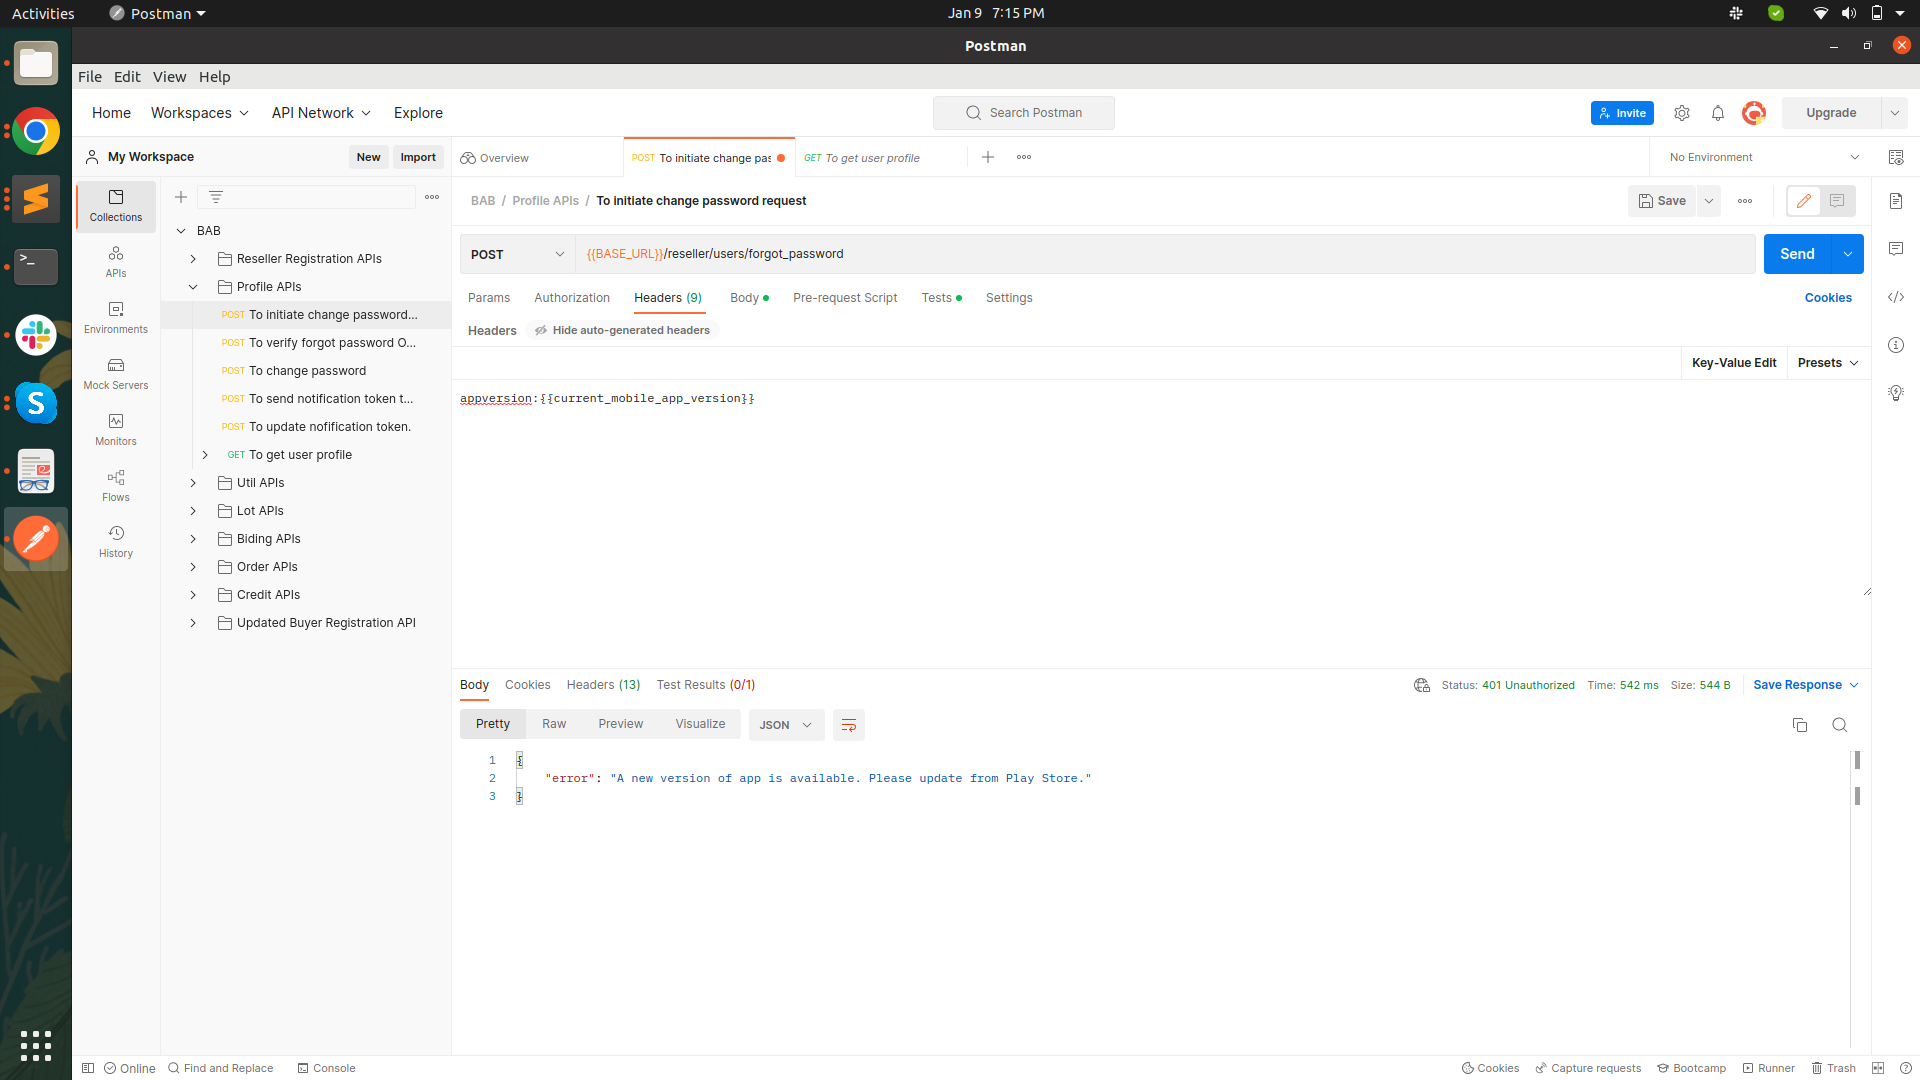 Activities
Postman
Jan 9 7:15 PM
Postman
File Edit View Help
Home Workspaces API Network Explore
Search Postman
Invite
Upgrade
My Workspace
New Import
Overview
POST To initiate change pas
GET To get user profile
No Environment
Collections
APIs
Environments
Mock Servers
Monitors
Flows
History
BAB
Reseller Registration APIs
Profile APIs
POST To initiate change password...
POST To verify forgot password O...
POST To change password
POST To send notification token t...
POST To update nofification token.
GET To get user profile
Util APIs
Lot APIs
Biding APIs
Order APIs
Credit APIs
Updated Buyer Registration API
BAB / Profile APIs / To initiate change password request
Save
POST
{{BASE_URL}}/reseller/users/forgot_password
Send
Params Authorization Headers (9) Body Pre-request Script Tests Settings
Cookies
Headers Hide auto-generated headers
Key-Value Edit Presets
appversion:{{current_mobile_app_version}}
Body Cookies Headers (13) Test Results (0/1)
Status: 401 Unauthorized Time: 542 ms Size: 544 B Save Response
Pretty Raw Preview Visualize JSON
1 {
2 "error": "A new version of app is available. Please update from Play Store."
3 }
Online Find and Replace Console
Cookies Capture requests Bootcamp Runner Trash